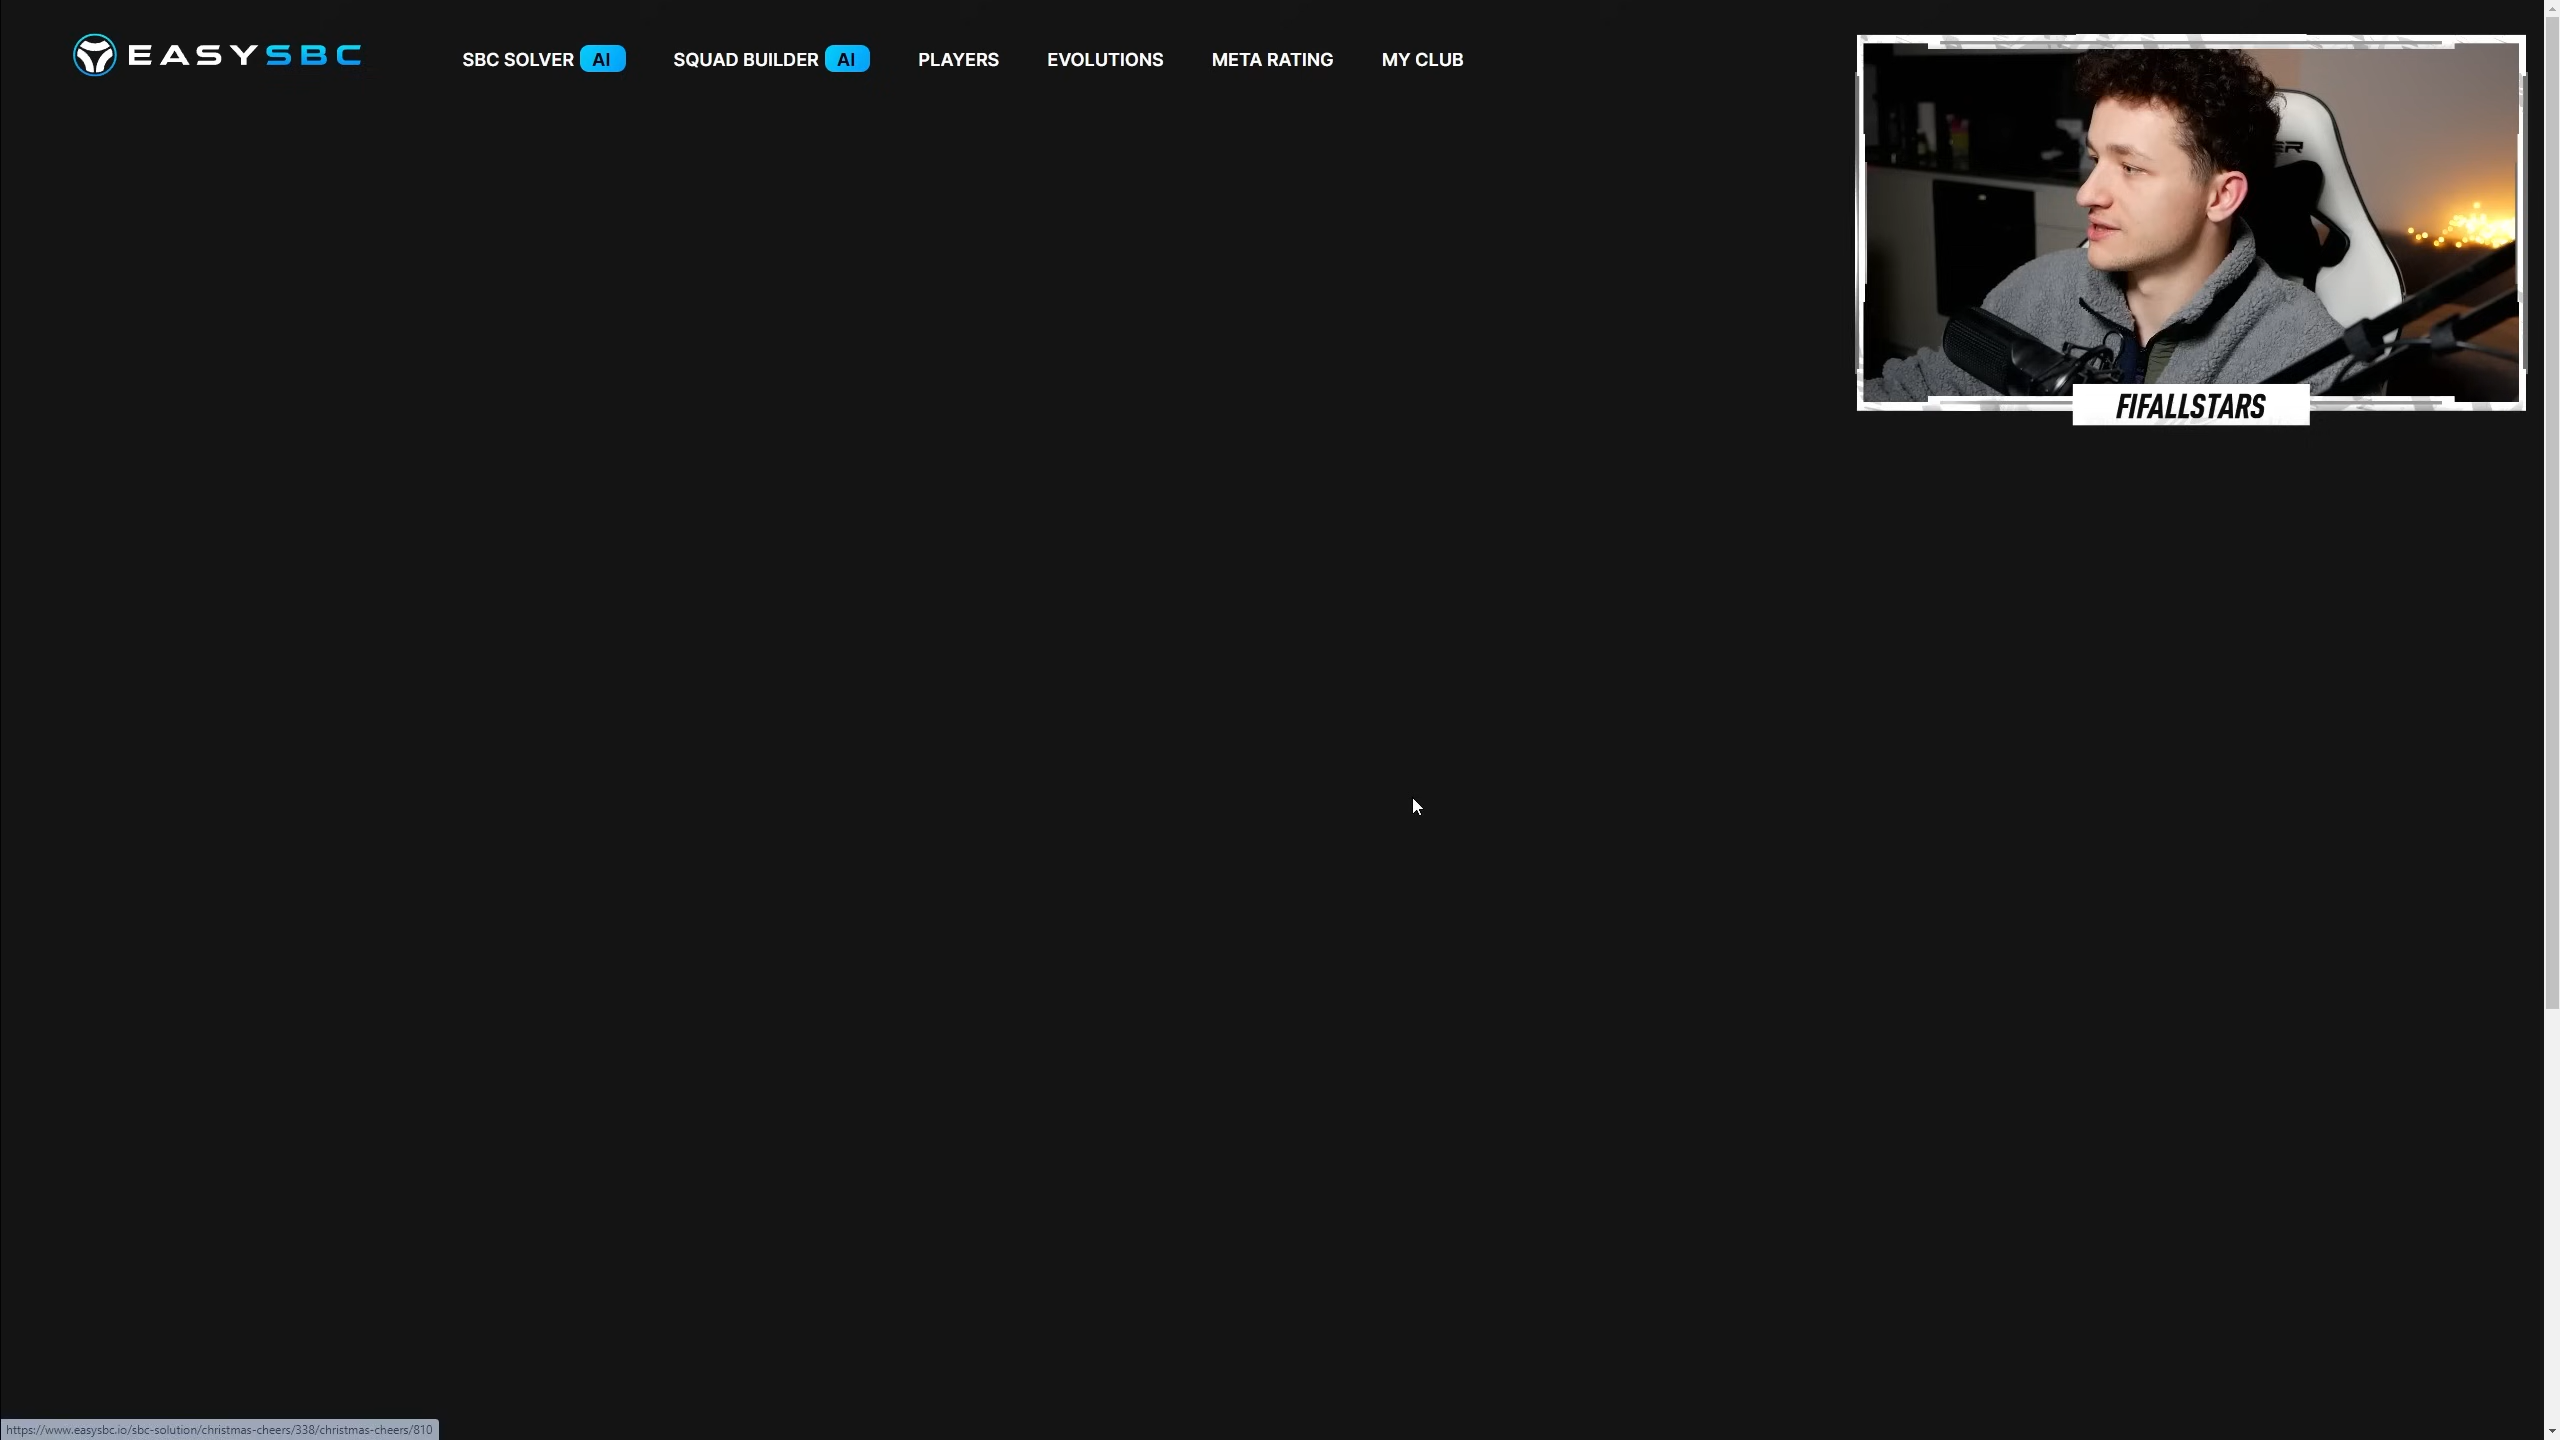 EASYSBC
SBC SOLVER AI
SQUAD BUILDER AI
PLAYERS
EVOLUTIONS
META RATING
MY CLUB
ER
FIFALLSTARS
https://www.easysbc.io/sbc-solution/christmas-cheers/338/christmas-cheers/810